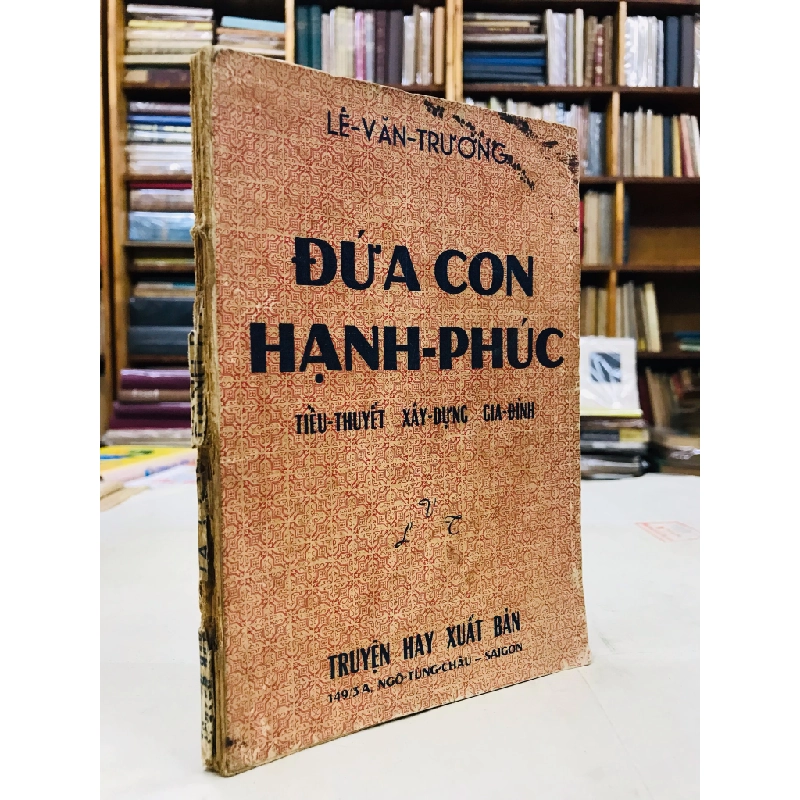 LÊ-VĂN-TRƯƠNG
ĐỨA CON
HẠNH-PHÚC
TIỂU-THUYẾT XÂY-DỰNG GIA-ĐÌNH
L V T
TRUYỆN HAY XUẤT BẢN
149/3A, NGÔ-TÙNG-CHÂU – SAIGON